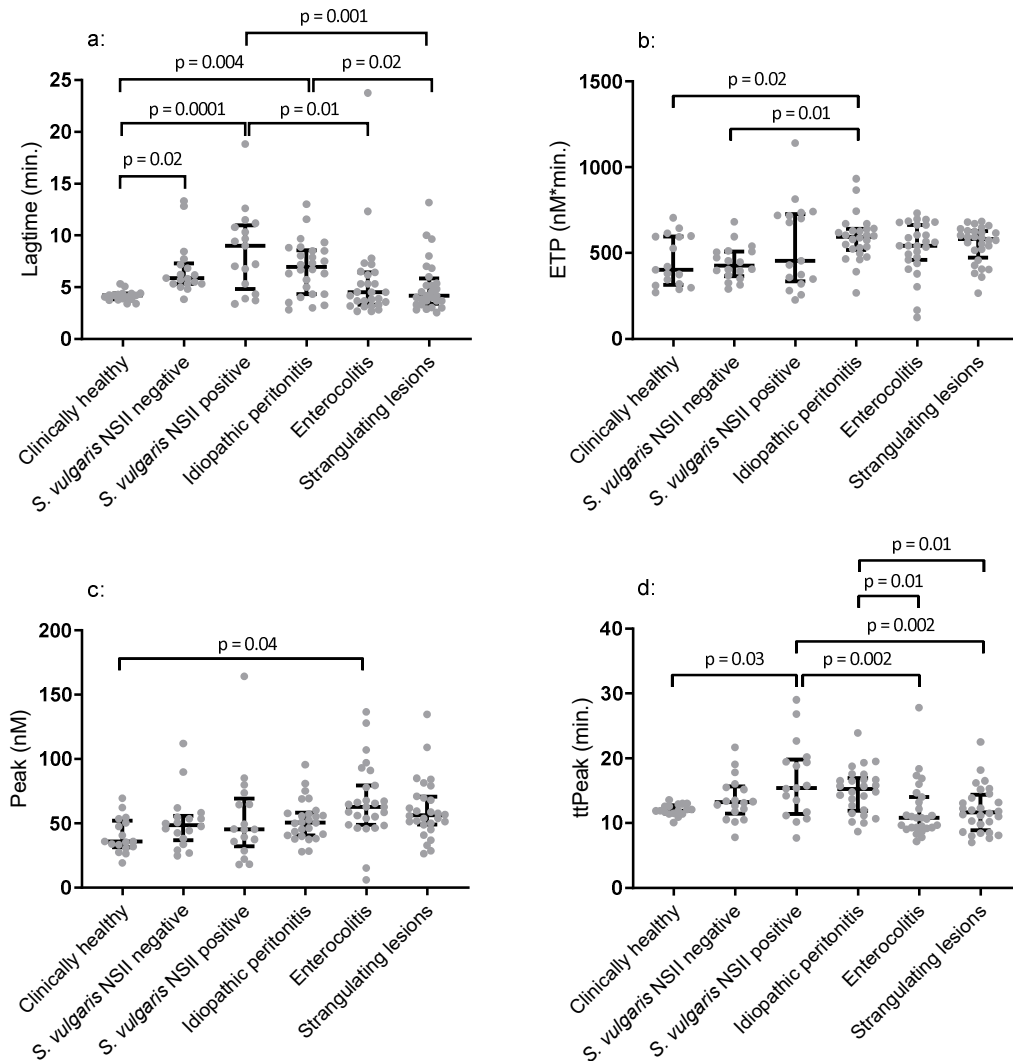 a:
p = 0.001
p = 0.004
p = 0.02
p = 0.0001
p = 0.01
p = 0.02
Lagtime (min.)
25
20
15
10
5
0
Clinically healthy
S. vulgaris NSII negative
S. vulgaris NSII positive
Idiopathic peritonitis
Enterocolitis
Strangulating lesions
b:
p = 0.02
p = 0.01
ETP (nM*min.)
1500
1000
500
0
Clinically healthy
S. vulgaris NSII negative
S. vulgaris NSII positive
Idiopathic peritonitis
Enterocolitis
Strangulating lesions
c:
p = 0.04
Peak (nM)
200
150
100
50
0
Clinically healthy
S. vulgaris NSII negative
S. vulgaris NSII positive
Idiopathic peritonitis
Enterocolitis
Strangulating lesions
d:
p = 0.01
p = 0.01
p = 0.002
p = 0.03
p = 0.002
ttPeak (min.)
40
30
20
10
0
Clinically healthy
S. vulgaris NSII negative
S. vulgaris NSII positive
Idiopathic peritonitis
Enterocolitis
Strangulating lesions